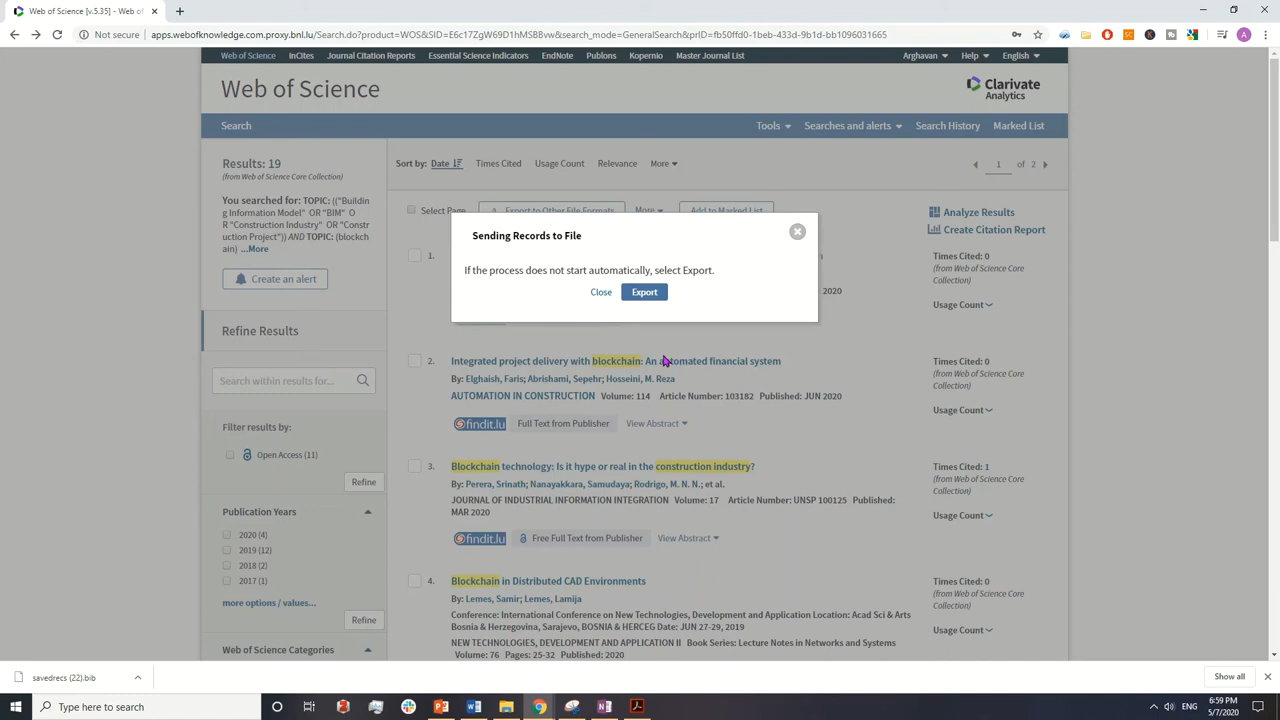 Web of Science [v.5.35] - Web of
Not secure | apps.webofknowledge.com.proxy.bnl.lu/Search.do?product=WOS&SID=E6c17ZgW69D1hMSBBvw&search_mode=GeneralSearch&prID=fb50ffd0-1beb-433d-9b1d-bb1096031665
A
Web of Science InCites Journal Citation Reports Essential Science Indicators EndNote Publons Kopernio Master Journal List Arghavan Help English
Web of Science
Clarivate
Analytics
Search Tools Searches and alerts Search History Marked List
Results: 19
(from Web of Science Core Collection)
You searched for: TOPIC: (("Buildin
g Information Model" OR "BIM" O
R "Construction Industry" OR "Constr
uction Project")) AND TOPIC: (blockch
ain) ...More
Create an alert
Refine Results
Search within results for...
Filter results by:
Open Access (11)
Refine
Publication Years
2020 (4)
2019 (12)
2018 (2)
2017 (1)
more options / values...
Refine
Web of Science Categories
Sort by: Date Times Cited Usage Count Relevance More
1 of 2
Select Page Export to Other File Formats More Add to Marked List
Sending Records to File
If the process does not start automatically, select Export.
Close Export
1.
2020
2. Integrated project delivery with blockchain: An automated financial system
By: Elghaish, Faris; Abrishami, Sepehr; Hosseini, M. Reza
AUTOMATION IN CONSTRUCTION Volume: 114 Article Number: 103182 Published: JUN 2020
findit.lu Full Text from Publisher View Abstract
3. Blockchain technology: Is it hype or real in the construction industry?
By: Perera, Srinath; Nanayakkara, Samudaya; Rodrigo, M. N. N.; et al.
JOURNAL OF INDUSTRIAL INFORMATION INTEGRATION Volume: 17 Article Number: UNSP 100125 Published:
MAR 2020
findit.lu Free Full Text from Publisher View Abstract
4. Blockchain in Distributed CAD Environments
By: Lemes, Samir; Lemes, Lamija
Conference: International Conference on New Technologies, Development and Application Location: Acad Sci & Arts
Bosnia & Herzegovina, Sarajevo, BOSNIA & HERCEG Date: JUN 27-29, 2019
NEW TECHNOLOGIES, DEVELOPMENT AND APPLICATION II Book Series: Lecture Notes in Networks and Systems
Volume: 76 Pages: 25-32 Published: 2020
Analyze Results
Create Citation Report
Times Cited: 0
(from Web of Science Core
Collection)
Usage Count
Times Cited: 0
(from Web of Science Core
Collection)
Usage Count
Times Cited: 1
(from Web of Science Core
Collection)
Usage Count
Times Cited: 0
(from Web of Science Core
Collection)
Usage Count
savedrecs (22).bib
Show all
Type here to search
ENG
6:59 PM
5/7/2020